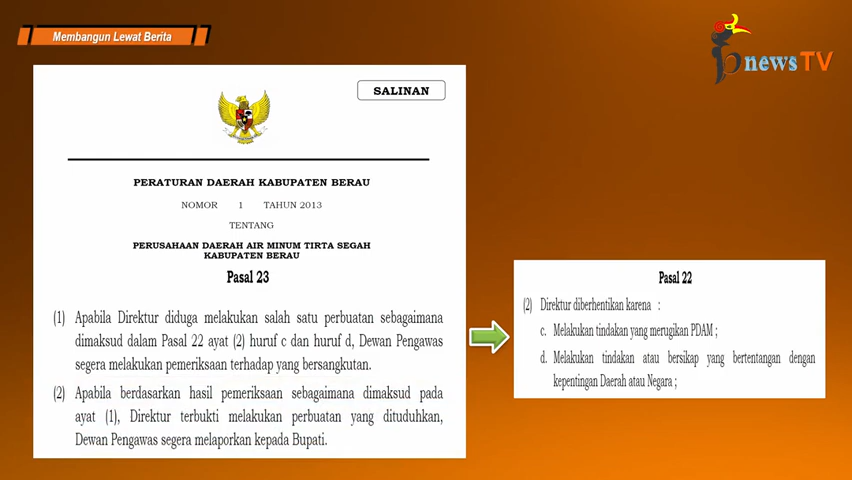 Membangun Lewat Berita
pnews TV
SALINAN
PERATURAN DAERAH KABUPATEN BERAU
NOMOR 1 TAHUN 2013
TENTANG
PERUSAHAAN DAERAH AIR MINUM TIRTA SEGAH
KABUPATEN BERAU
Pasal 23
(1) Apabila Direktur diduga melakukan salah satu perbuatan sebagaimana
dimaksud dalam Pasal 22 ayat (2) huruf c dan huruf d, Dewan Pengawas
segera melakukan pemeriksaan terhadap yang bersangkutan.
(2) Apabila berdasarkan hasil pemeriksaan sebagaimana dimaksud pada
ayat (1), Direktur terbukti melakukan perbuatan yang dituduhkan,
Dewan Pengawas segera melaporkan kepada Bupati.
Pasal 22
(2) Direktur diberhentikan karena :
c. Melakukan tindakan yang merugikan PDAM ;
d. Melakukan tindakan atau bersikap yang bertentangan dengan
kepentingan Daerah atau Negara ;